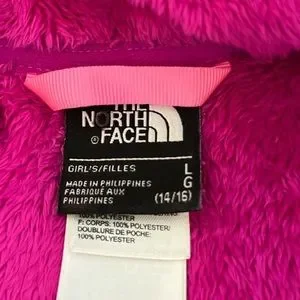 THE
NORTH
FACE
®
GIRL'S/FILLES L
MADE IN PHILIPPINES G
FABRIQUÉ AUX
PHILIPPINES (14/16)
100% POLYESTER
F: CORPS: 100% POLYESTER/
DOUBLURE DE POCHE:
100% POLYESTER